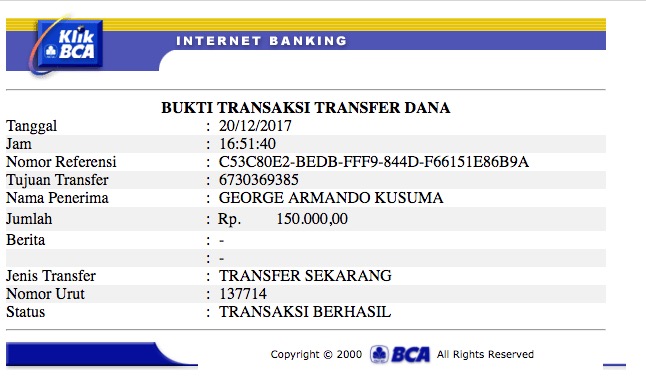 Klik
BCA
INTERNET BANKING
BUKTI TRANSAKSI TRANSFER DANA
Tanggal : 20/12/2017
Jam : 16:51:40
Nomor Referensi : C53C80E2-BEDB-FFF9-844D-F66151E86B9A
Tujuan Transfer : 6730369385
Nama Penerima : GEORGE ARMANDO KUSUMA
Jumlah : Rp. 150.000,00
Berita : -
: -
Jenis Transfer : TRANSFER SEKARANG
Nomor Urut : 137714
Status : TRANSAKSI BERHASIL
Copyright © 2000 BCA All Rights Reserved